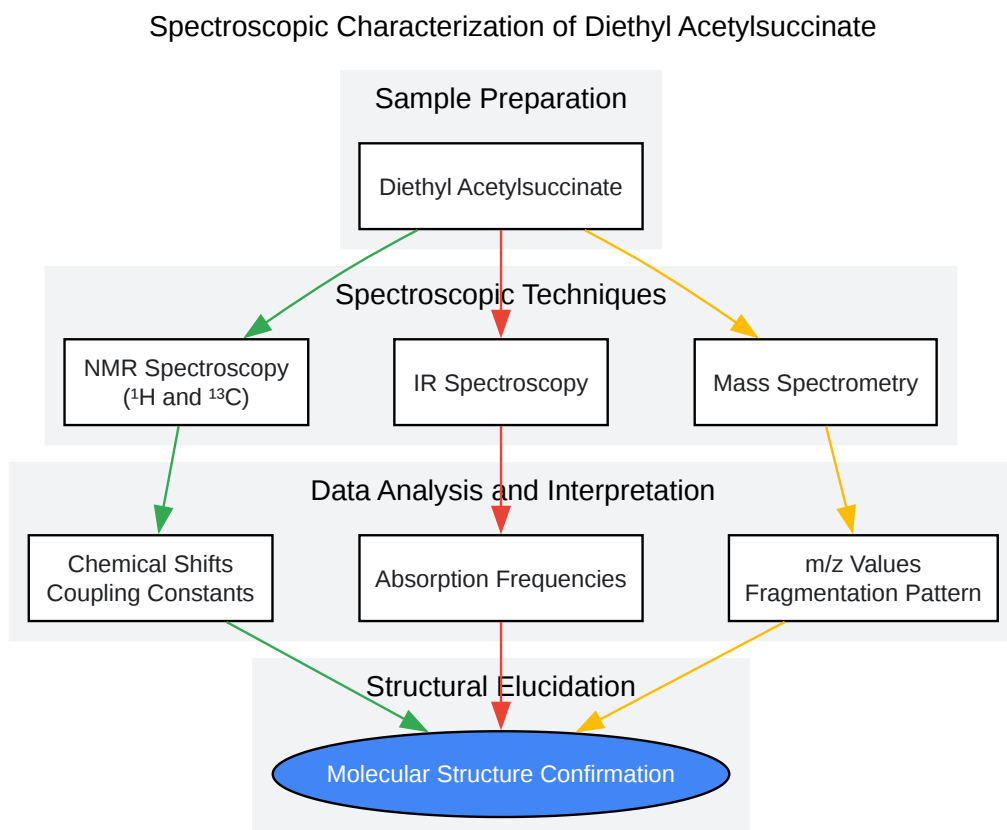 Spectroscopic Characterization of Diethyl Acetylsuccinate
Sample Preparation
Diethyl Acetylsuccinate
Spectroscopic Techniques
NMR Spectroscopy
(¹H and ¹³C)
IR Spectroscopy
Mass Spectrometry
Data Analysis and Interpretation
Chemical Shifts
Coupling Constants
Absorption Frequencies
m/z Values
Fragmentation Pattern
Structural Elucidation
Molecular Structure Confirmation